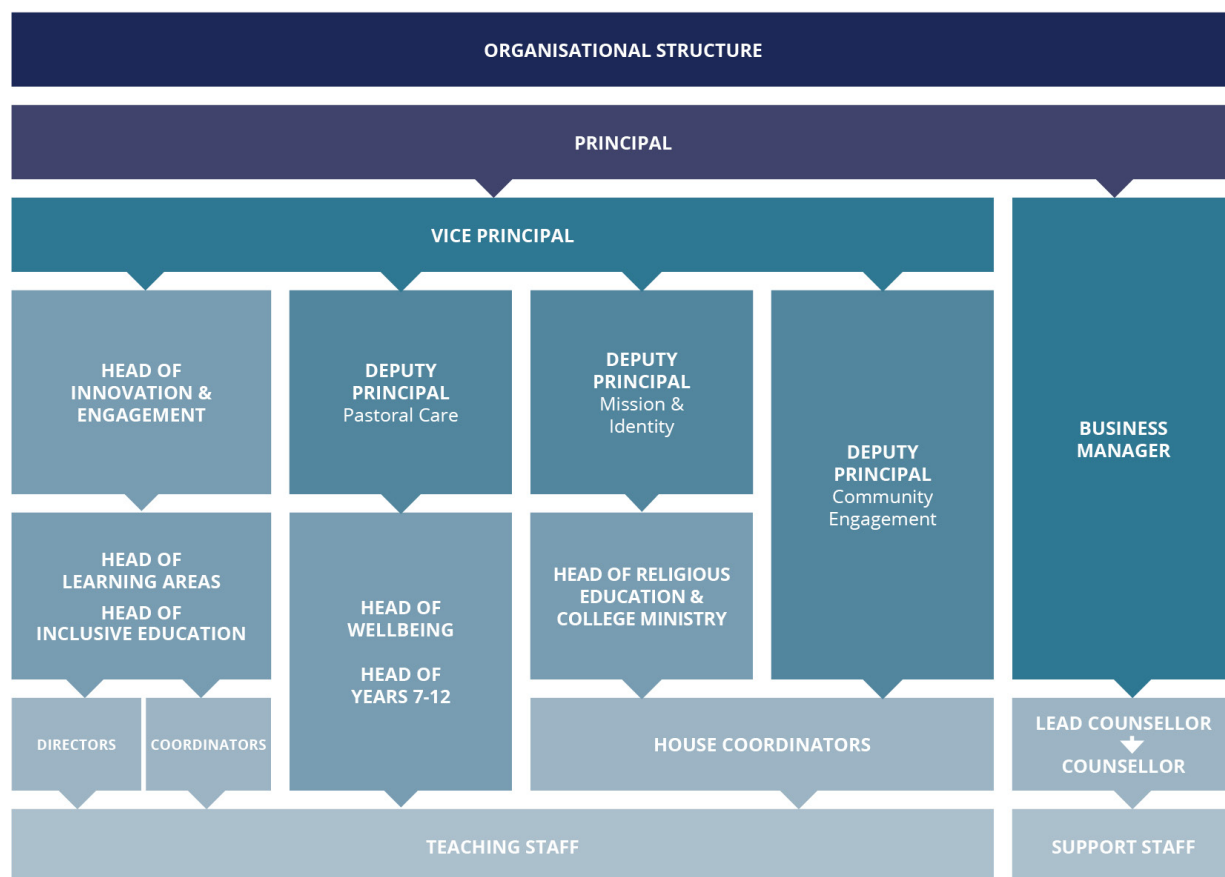 ORGANISATIONAL STRUCTURE
PRINCIPAL
VICE PRINCIPAL
HEAD OF
INNOVATION &
ENGAGEMENT
DEPUTY
PRINCIPAL
Pastoral Care
DEPUTY
PRINCIPAL
Mission &
Identity
DEPUTY
PRINCIPAL
Community
Engagement
BUSINESS
MANAGER
HEAD OF
LEARNING AREAS
HEAD OF
INCLUSIVE EDUCATION
HEAD OF
WELLBEING
HEAD OF
YEARS 7-12
HEAD OF RELIGIOUS
EDUCATION &
COLLEGE MINISTRY
DIRECTORS
COORDINATORS
HOUSE COORDINATORS
LEAD COUNSELLOR
COUNSELLOR
TEACHING STAFF
SUPPORT STAFF